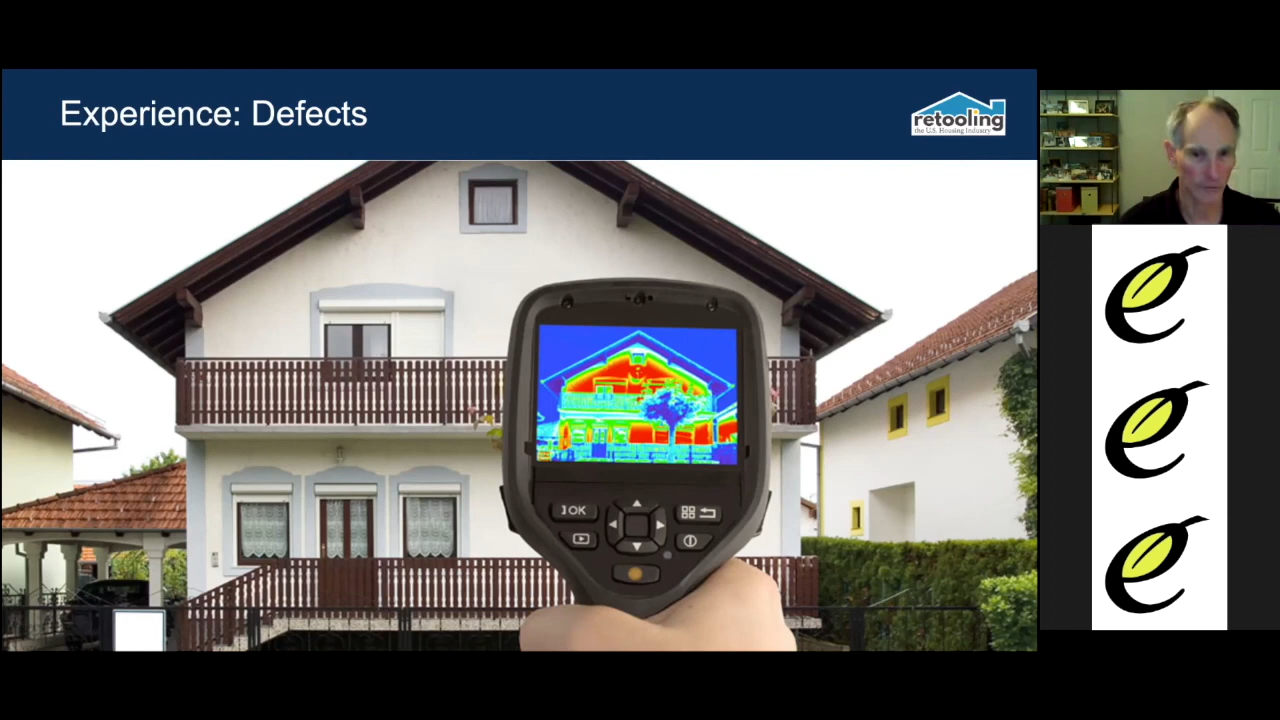 Experience: Defects
retooling
the U.S. Housing Industry
OK